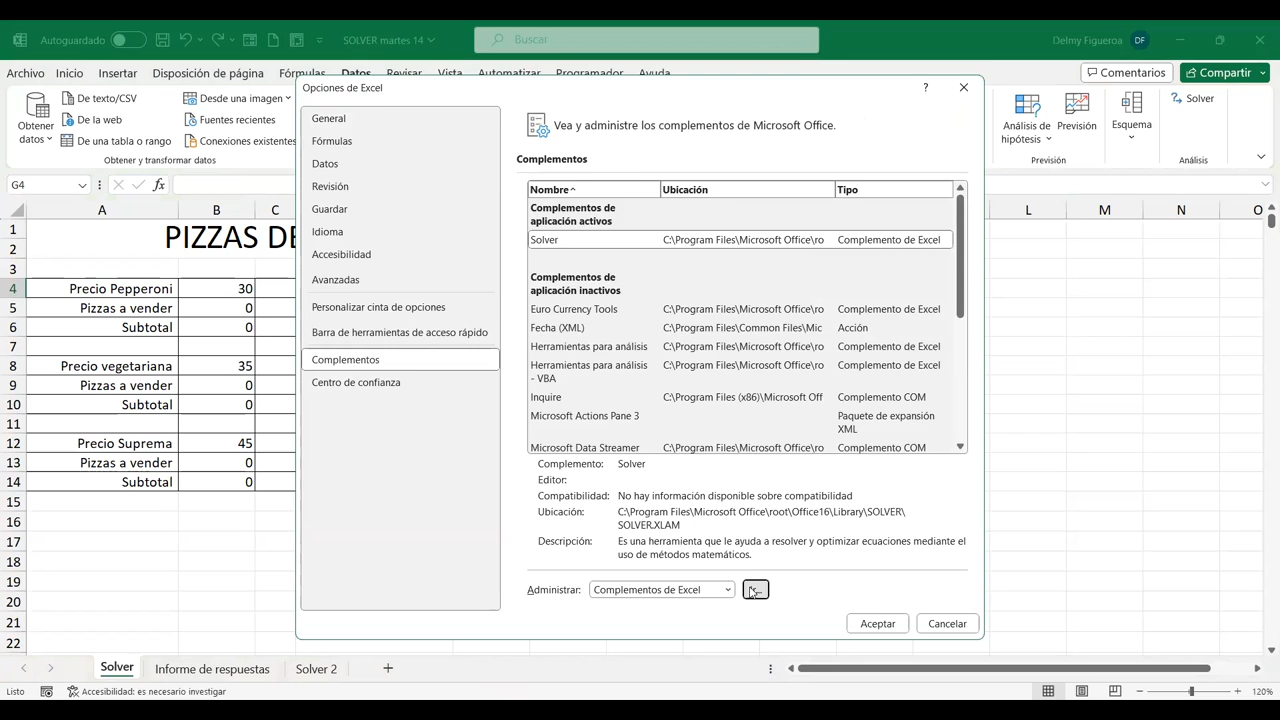 Autoguardado
SOLVER martes 14
Buscar
Delmy Figueroa
DF
Archivo Inicio Insertar Disposición de página Fórmulas Datos Revisar Vista Automatizar Programador Ayuda
Comentarios
Compartir
Obtener
datos
De texto/CSV
De la web
De una tabla o rango
Desde una imagen
Fuentes recientes
Conexiones existentes
Obtener y transformar datos
Análisis de
hipótesis
Previsión
Previsión
Esquema
Solver
Análisis
G4
fx
A B C L M N O
1 PIZZAS DE
2
3
4 Precio Pepperoni 30
5 Pizzas a vender 0
6 Subtotal 0
7
8 Precio vegetariana 35
9 Pizzas a vender 0
10 Subtotal 0
11
12 Precio Suprema 45
13 Pizzas a vender 0
14 Subtotal 0
15
16
17
18
19
20
21
22
Opciones de Excel
?
General
Fórmulas
Datos
Revisión
Guardar
Idioma
Accesibilidad
Avanzadas
Personalizar cinta de opciones
Barra de herramientas de acceso rápido
Complementos
Centro de confianza
Vea y administre los complementos de Microsoft Office.
Complementos
Nombre Ubicación Tipo
Complementos de
aplicación activos
Solver C:\Program Files\Microsoft Office\ro Complemento de Excel
Complementos de
aplicación inactivos
Euro Currency Tools C:\Program Files\Microsoft Office\ro Complemento de Excel
Fecha (XML) C:\Program Files\Common Files\Mic Acción
Herramientas para análisis C:\Program Files\Microsoft Office\ro Complemento de Excel
Herramientas para análisis C:\Program Files\Microsoft Office\ro Complemento de Excel
- VBA
Inquire C:\Program Files (x86)\Microsoft Off Complemento COM
Microsoft Actions Pane 3 Paquete de expansión
XML
Microsoft Data Streamer C:\Program Files\Microsoft Office\ro Complemento COM
Complemento: Solver
Editor:
Compatibilidad: No hay información disponible sobre compatibilidad
Ubicación: C:\Program Files\Microsoft Office\root\Office16\Library\SOLVER\
SOLVER.XLAM
Descripción: Es una herramienta que le ayuda a resolver y optimizar ecuaciones mediante el
uso de métodos matemáticos.
Administrar: Complementos de Excel
Aceptar
Cancelar
Solver Informe de respuestas Solver 2
Listo
Accesibilidad: es necesario investigar
120%